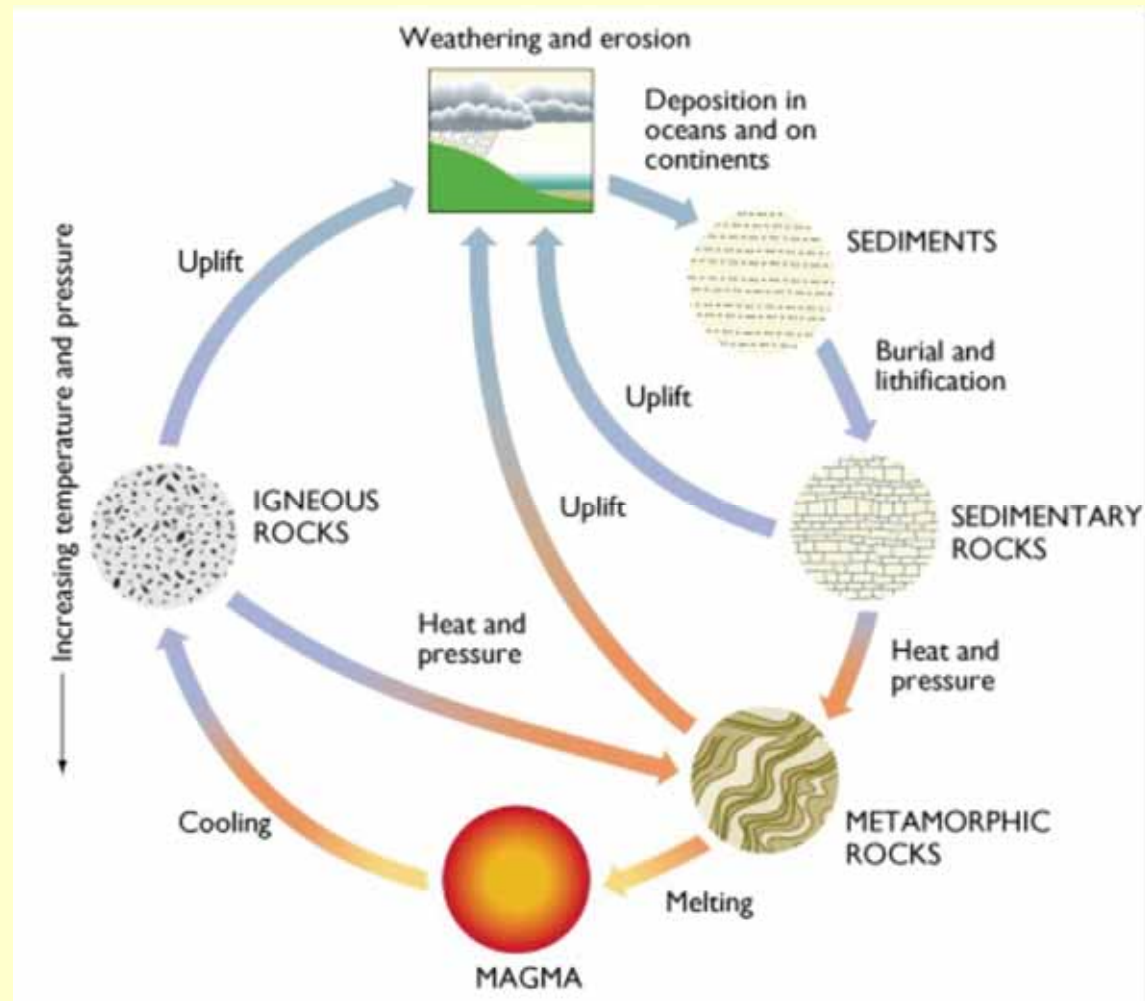 Weathering and erosion
Deposition in
oceans and on
continents
SEDIMENTS
Uplift
Increasing temperature and pressure
Burial and
lithification
Uplift
Uplift
IGNEOUS
ROCKS
SEDIMENTARY
ROCKS
Heat and
pressure
Heat and
pressure
Cooling
METAMORPHIC
ROCKS
Melting
MAGMA